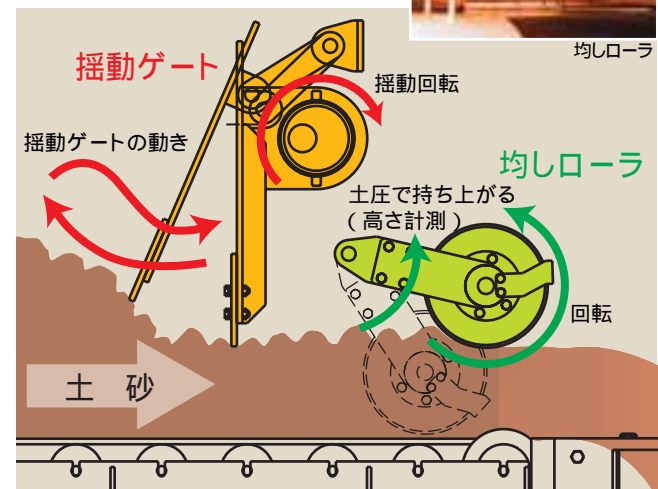 均しローラ
揺動ゲート
揺動回転
揺動ゲートの動き
均しローラ
土圧で持ち上がる
(高さ計測)
回転
土 砂